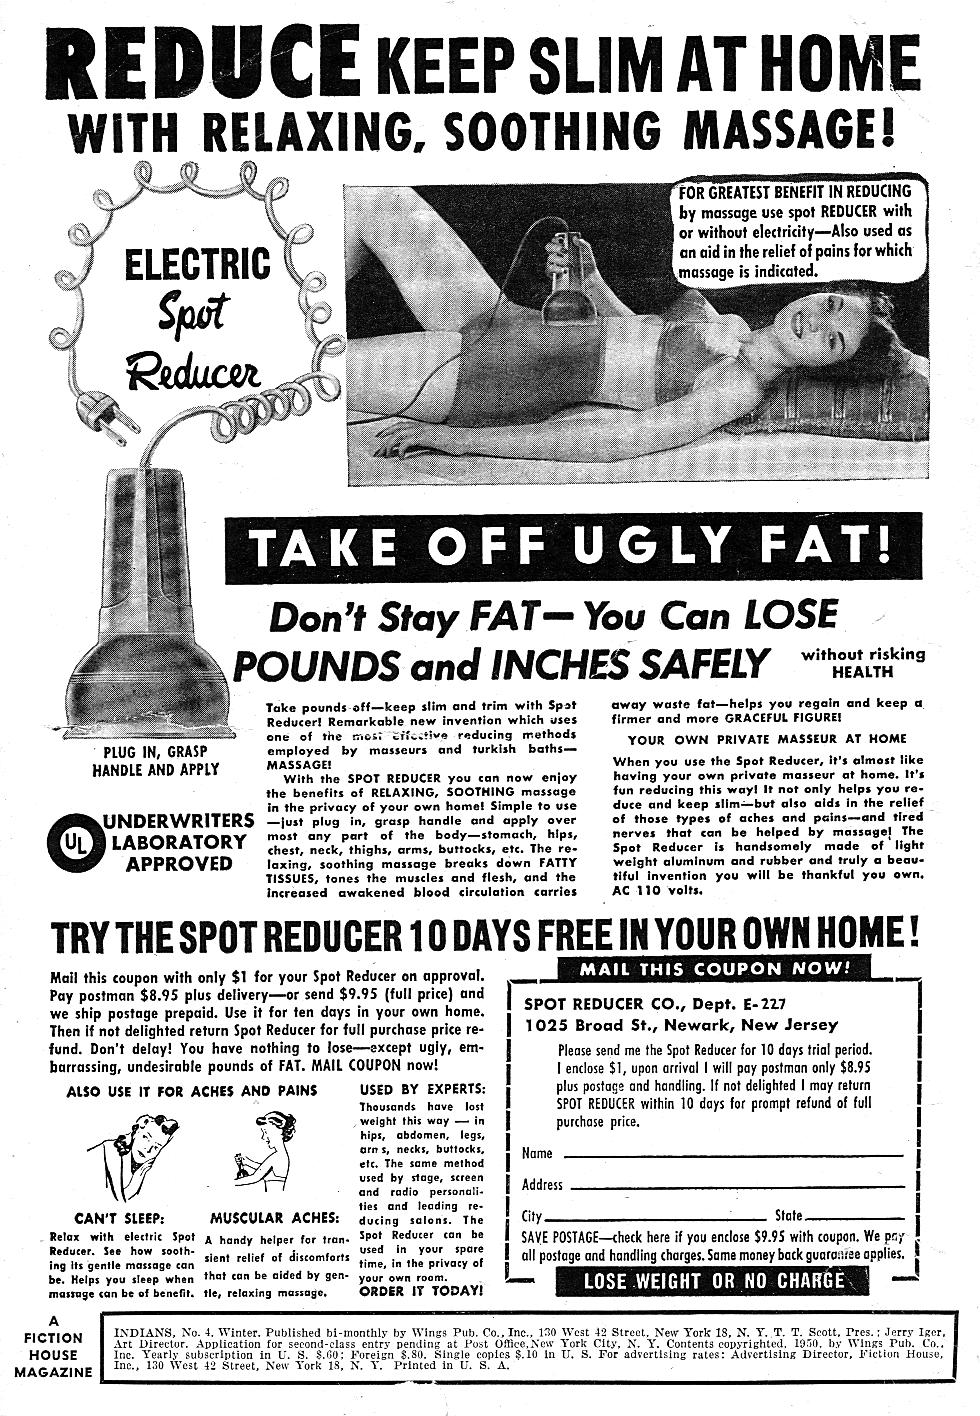 REDUCE KEEP SLIM AT HOME
WITH RELAXING, SOOTHING MASSAGE!
FOR GREATEST BENEFIT IN REDUCING
by massage use spot REDUCER with
or without electricity—Also used as
an aid in the relief of pains for which
massage is indicated.
ELECTRIC
Spot
Reducer
TAKE OFF UGLY FAT!
Don't Stay FAT—You Can LOSE
POUNDS and INCHES SAFELY
without risking
HEALTH
PLUG IN, GRASP
HANDLE AND APPLY
UL
UNDERWRITERS
LABORATORY
APPROVED
Take pounds off—keep slim and trim with Spot
Reducer! Remarkable new invention which uses
one of the most effective reducing methods
employed by masseurs and turkish baths—
MASSAGE!
With the SPOT REDUCER you can now enjoy
the benefits of RELAXING, SOOTHING massage
in the privacy of your own home! Simple to use
—just plug in, grasp handle and apply over
most any part of the body—stomach, hips,
chest, neck, thighs, arms, buttocks, etc. The re-
laxing, soothing massage breaks down FATTY
TISSUES, tones the muscles and flesh, and the
increased awakened blood circulation carries
away waste fat—helps you regain and keep a
firmer and more GRACEFUL FIGURE!
YOUR OWN PRIVATE MASSEUR AT HOME
When you use the Spot Reducer, it's almost like
having your own private masseur at home. It's
fun reducing this way! It not only helps you re-
duce and keep slim—but also aids in the relief
of those types of aches and pains—and tired
nerves that can be helped by massage! The
Spot Reducer is handsomely made of light
weight aluminum and rubber and truly a beau-
tiful invention you will be thankful you own.
AC 110 volts.
TRY THE SPOT REDUCER 10 DAYS FREE IN YOUR OWN HOME!
Mail this coupon with only $1 for your Spot Reducer on approval.
Pay postman $8.95 plus delivery—or send $9.95 (full price) and
we ship postage prepaid. Use it for ten days in your own home.
Then if not delighted return Spot Reducer for full purchase price re-
fund. Don't delay! You have nothing to lose—except ugly, em-
barrassing, undesirable pounds of FAT. MAIL COUPON now!
ALSO USE IT FOR ACHES AND PAINS
CAN'T SLEEP:
Relax with electric Spot
Reducer. See how sooth-
ing its gentle massage can
be. Helps you sleep when
massage can be of benefit.
MUSCULAR ACHES:
A handy helper for tran-
sient relief of discomforts
that can be aided by gen-
tle, relaxing massage.
USED BY EXPERTS:
Thousands have lost
weight this way — in
hips, abdomen, legs,
arms, necks, buttocks,
etc. The same method
used by stage, screen
and radio personali-
ties and leading re-
ducing salons. The
Spot Reducer can be
used in your spare
time, in the privacy of
your own room.
ORDER IT TODAY!
MAIL THIS COUPON NOW!
SPOT REDUCER CO., Dept. E-227
1025 Broad St., Newark, New Jersey
Please send me the Spot Reducer for 10 days trial period.
I enclose $1, upon arrival I will pay postman only $8.95
plus postage and handling. If not delighted I may return
SPOT REDUCER within 10 days for prompt refund of full
purchase price.
Name
Address
City State
SAVE POSTAGE—check here if you enclose $9.95 with coupon. We pay
all postage and handling charges. Same money back guarantee applies.
LOSE WEIGHT OR NO CHARGE
A
FICTION
HOUSE
MAGAZINE
INDIANS, No. 4, Winter. Published bi-monthly by Wings Pub. Co., Inc., 130 West 42 Street, New York 18, N. Y. T. T. Scott, Pres.; Jerry Iger,
Art Director. Application for second-class entry pending at Post Office, New York City, N. Y. Contents copyrighted, 1950, by Wings Pub. Co.,
Inc. Yearly subscription in U. S. $.60; Foreign $.80. Single copies $.10 in U. S. For advertising rates: Advertising Director, Fiction House,
Inc., 130 West 42 Street, New York 18, N. Y. Printed in U. S. A.